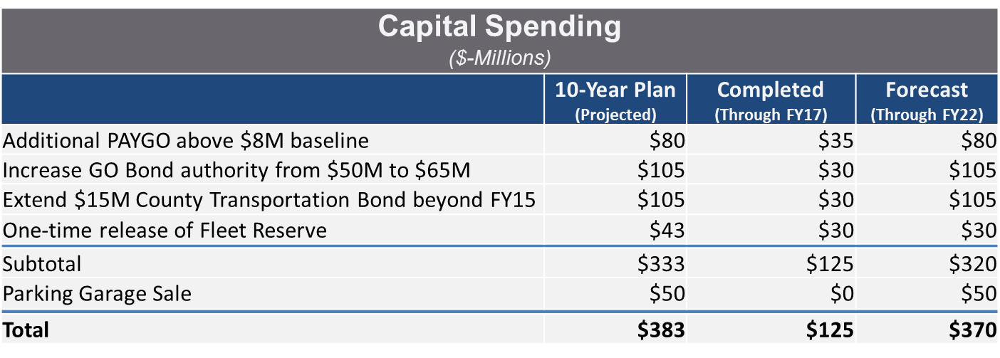 Capital Spending
($-Millions)
10-Year Plan Completed Forecast
(Projected) (Through FY17) (Through FY22)
Additional PAYGO above $8M baseline $80 $35 $80
Increase GO Bond authority from $50M to $65M $105 $30 $105
Extend $15M County Transportation Bond beyond FY15 $105 $30 $105
One-time release of Fleet Reserve $43 $30 $30
Subtotal $333 $125 $320
Parking Garage Sale $50 $0 $50
Total $383 $125 $370